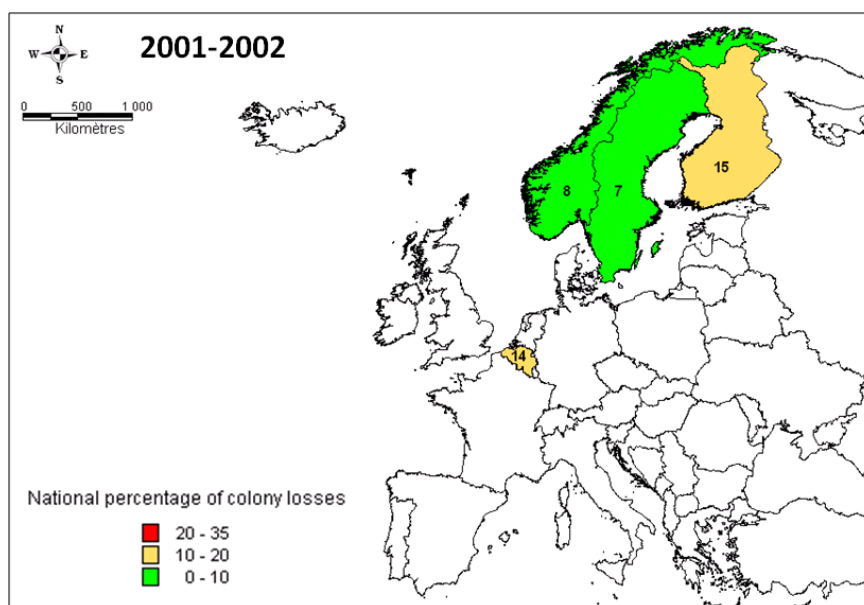 N
W E
S
2001-2002
0 500 1 000
Kilomètres
8
7
15
14
National percentage of colony losses
20 - 35
10 - 20
0 - 10